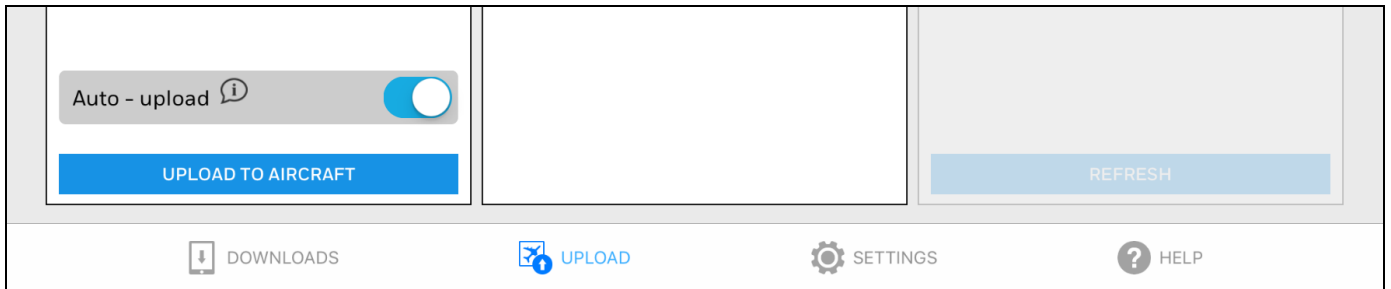 Auto - upload
UPLOAD TO AIRCRAFT
REFRESH
DOWNLOADS
UPLOAD
SETTINGS
HELP